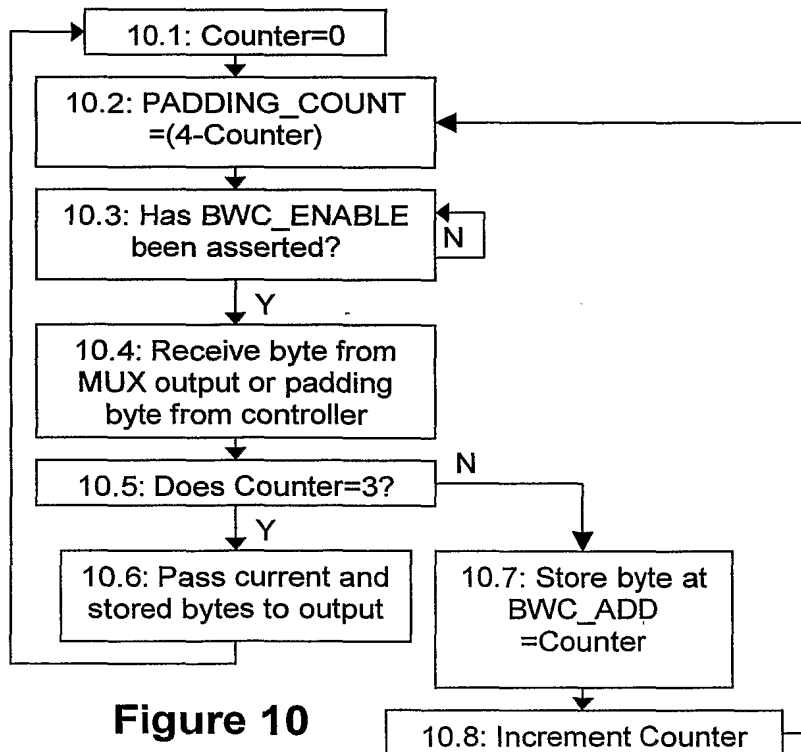 10.1: Counter=0
10.2: PADDING_COUNT
=(4-Counter)
10.3: Has BWC_ENABLE
been asserted?
N
Y
10.4: Receive byte from
MUX output or padding
byte from controller
10.5: Does Counter=3?
N
Y
10.6: Pass current and
stored bytes to output
10.7: Store byte at
BWC_ADD
=Counter
10.8: Increment Counter
Figure 10